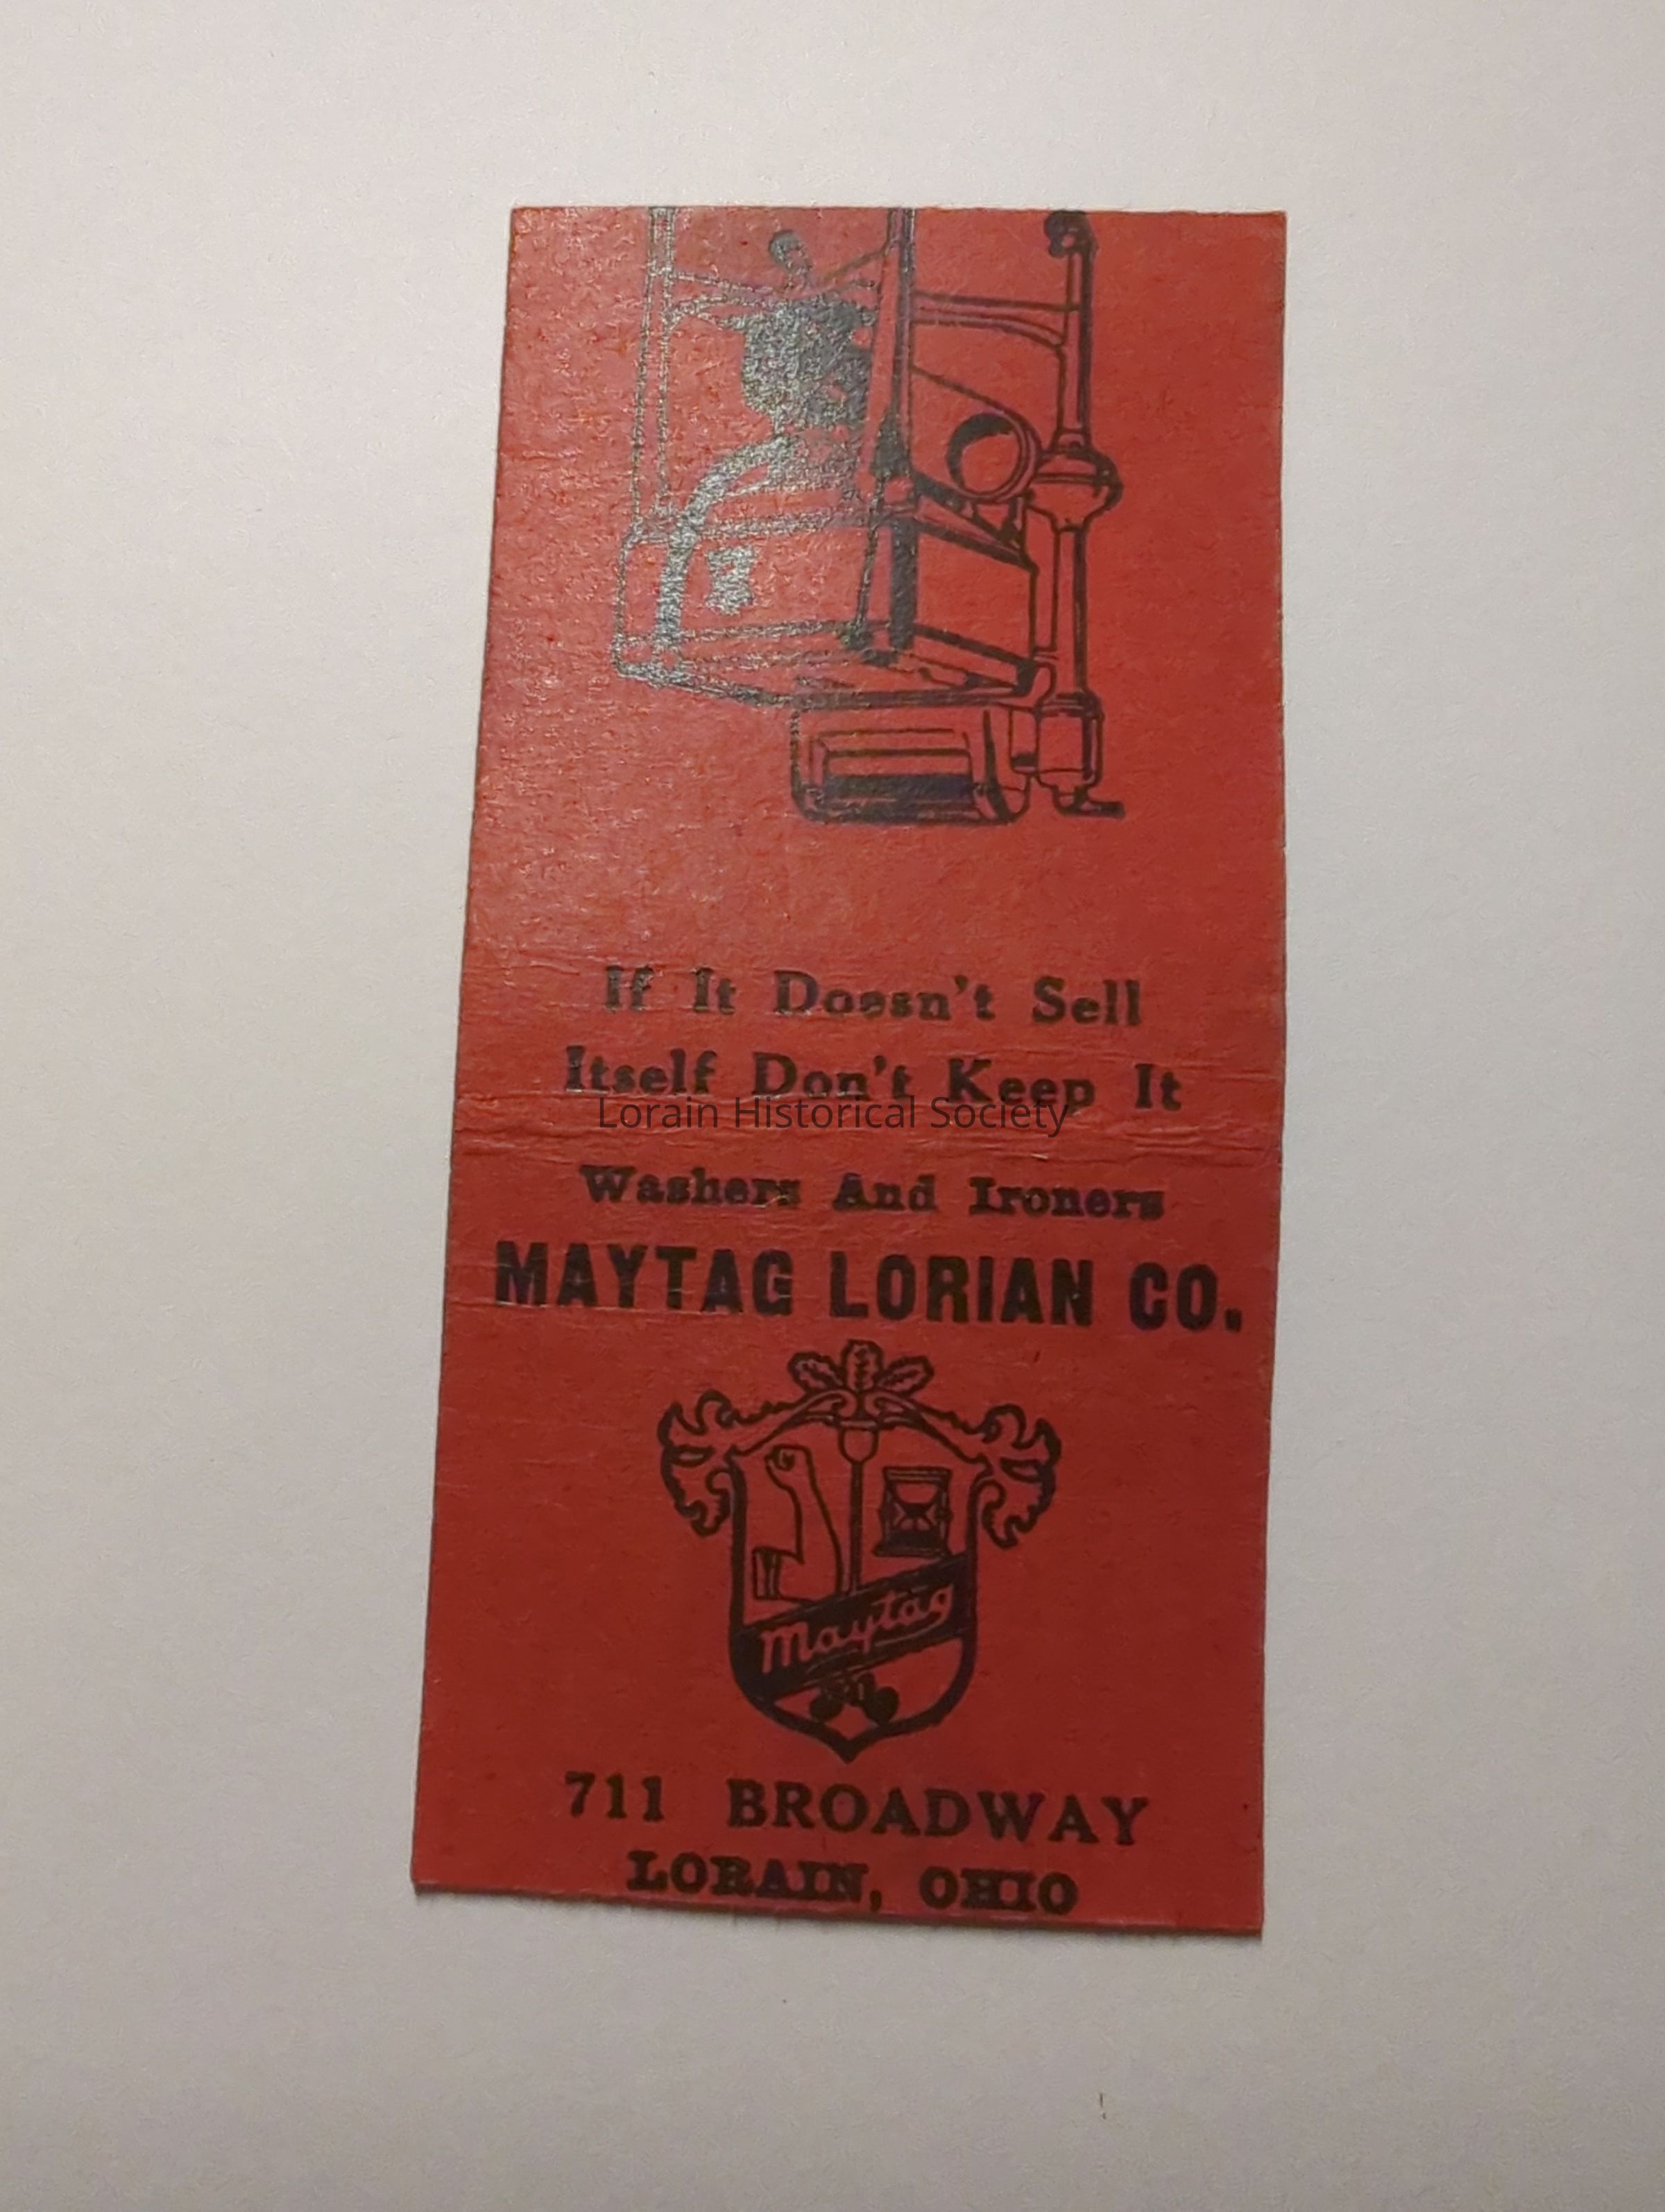 If It Doesn't Sell
Itself Don't Keep It
Lorain Historical Society
Washers And Ironers
MAYTAG LORIAN CO.
Maytag
711 BROADWAY
LORAIN, OHIO